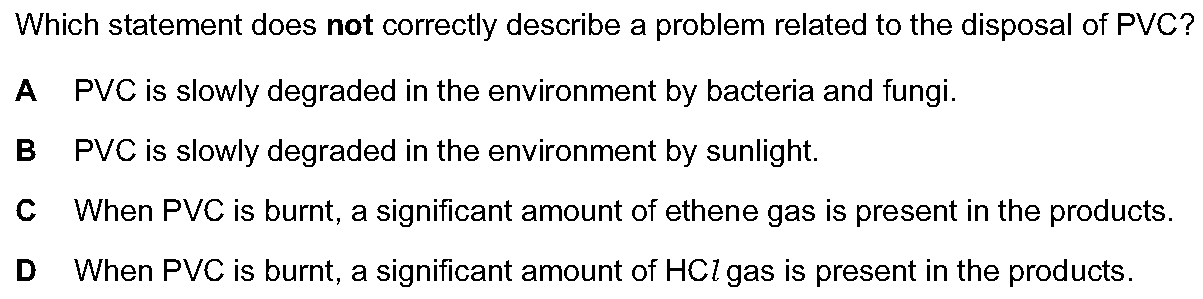 Which statement does not correctly describe a problem related to the disposal of PVC?
A PVC is slowly degraded in the environment by bacteria and fungi.
B PVC is slowly degraded in the environment by sunlight.
C When PVC is burnt, a significant amount of ethene gas is present in the products.
D When PVC is burnt, a significant amount of HCl gas is present in the products.